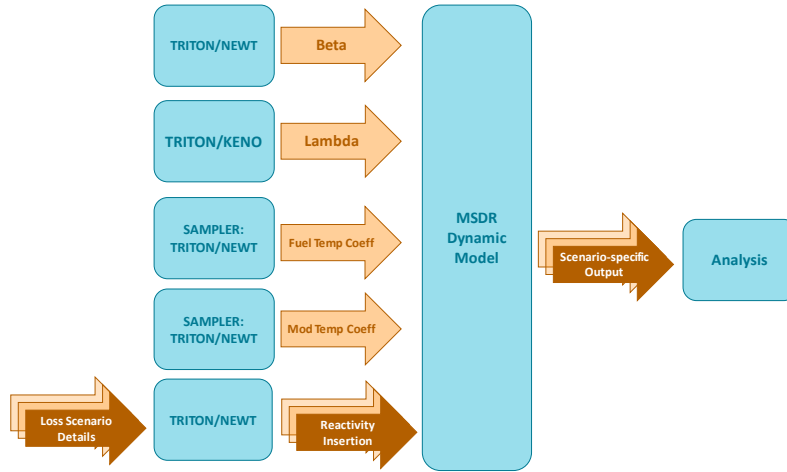 TRITON/NEWT
Beta
TRITON/KENO
Lambda
SAMPLER:
TRITON/NEWT
Fuel Temp Coeff
MSDR
Dynamic
Model
Scenario-specific
Output
Analysis
SAMPLER:
TRITON/NEWT
Mod Temp Coeff
Loss Scenario
Details
TRITON/NEWT
Reactivity
Insertion